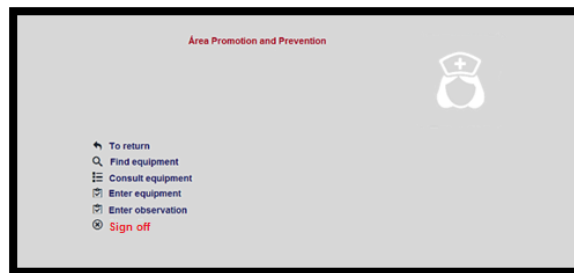 Área Promotion and Prevention
To return
Find equipment
Consult equipment
Enter equipment
Enter observation
Sign off